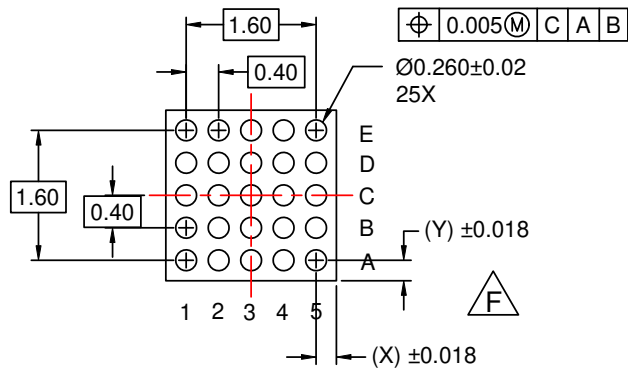 1.60
⌖ 0.005Ⓜ C A B
0.40
Ø0.260±0.02
25X
E
D
1.60
C
0.40
B
(Y) ±0.018
A
F
1 2 3 4 5
(X) ±0.018